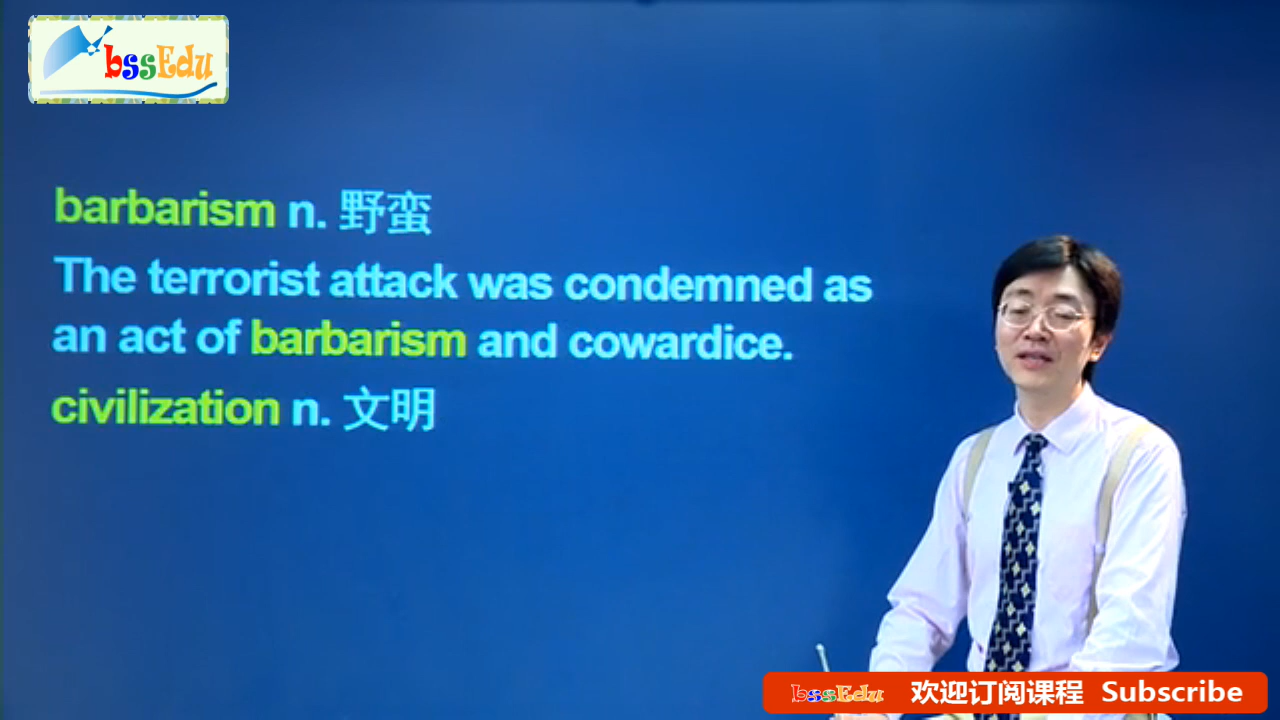 bssEdu
barbarism n. 野蛮
The terrorist attack was condemned as
an act of barbarism and cowardice.
civilization n. 文明
bssEdu 欢迎订阅课程 Subscribe